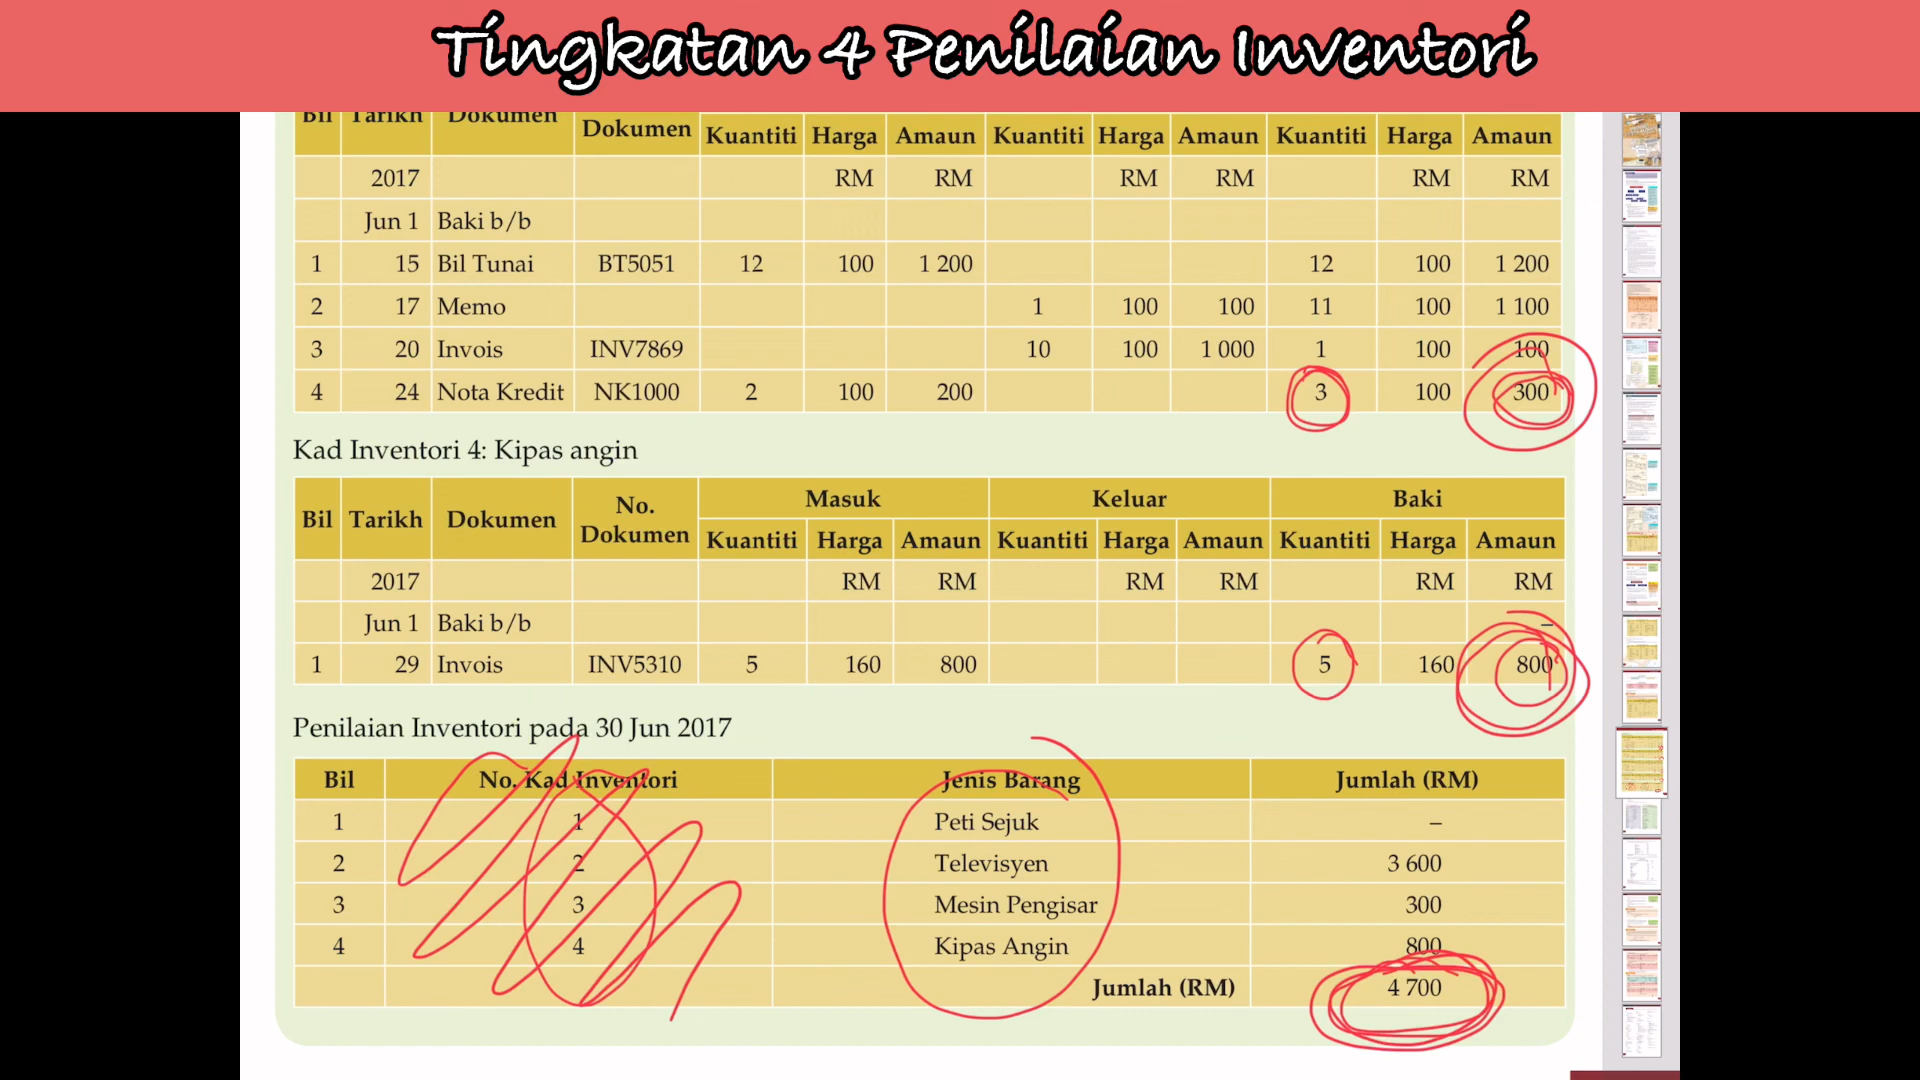 Tingkatan 4 Penilaian Inventori
Bil Tarikh Dokumen Dokumen Kuantiti Harga Amaun Kuantiti Harga Amaun Kuantiti Harga Amaun
2017 RM RM RM RM RM RM
Jun 1 Baki b/b
1 15 Bil Tunai BT5051 12 100 1 200 12 100 1 200
2 17 Memo 1 100 100 11 100 1 100
3 20 Invois INV7869 10 100 1 000 1 100 100
4 24 Nota Kredit NK1000 2 100 200 3 100 300
Kad Inventori 4: Kipas angin
Bil Tarikh Dokumen No. Dokumen Masuk Keluar Baki
Kuantiti Harga Amaun Kuantiti Harga Amaun Kuantiti Harga Amaun
2017 RM RM RM RM RM RM
Jun 1 Baki b/b –
1 29 Invois INV5310 5 160 800 5 160 800
Penilaian Inventori pada 30 Jun 2017
Bil No. Kad Inventori Jenis Barang Jumlah (RM)
1 1 Peti Sejuk –
2 2 Televisyen 3 600
3 3 Mesin Pengisar 300
4 4 Kipas Angin 800
Jumlah (RM) 4 700